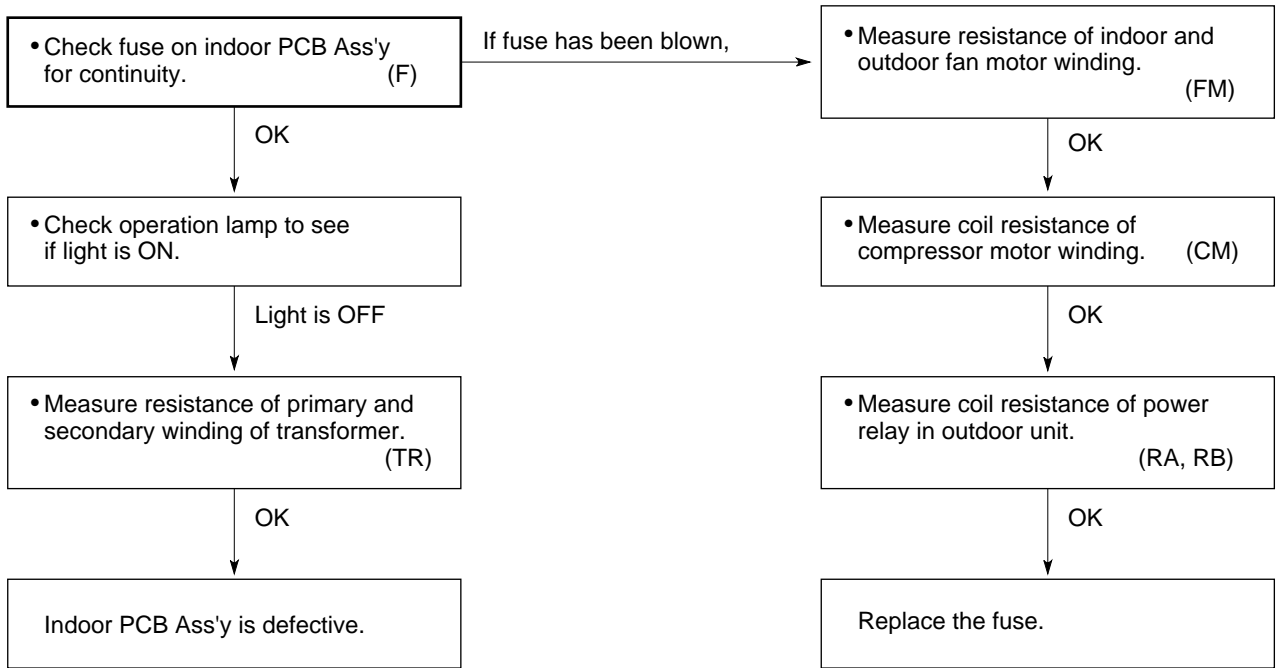 • Check fuse on indoor PCB Ass'y
for continuity. (F)
If fuse has been blown,
• Measure resistance of indoor and
outdoor fan motor winding.
(FM)
OK
OK
• Check operation lamp to see
if light is ON.
• Measure coil resistance of
compressor motor winding. (CM)
Light is OFF
OK
• Measure resistance of primary and
secondary winding of transformer.
(TR)
• Measure coil resistance of power
relay in outdoor unit.
(RA, RB)
OK
OK
Indoor PCB Ass'y is defective.
Replace the fuse.